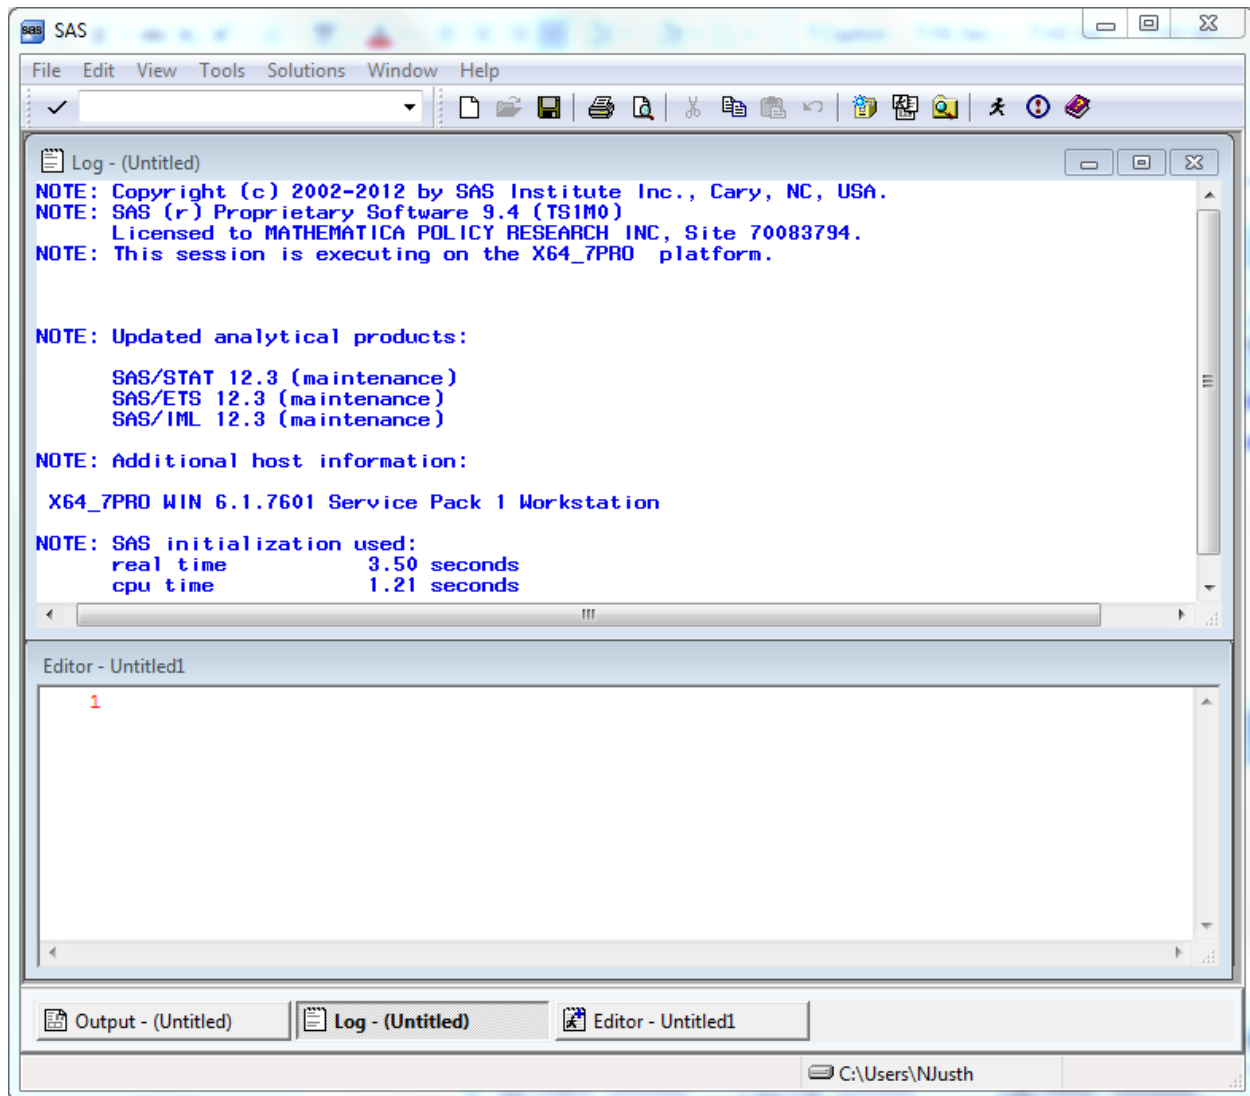 sas SAS
File Edit View Tools Solutions Window Help
Log - (Untitled)
NOTE: Copyright (c) 2002-2012 by SAS Institute Inc., Cary, NC, USA.
NOTE: SAS (r) Proprietary Software 9.4 (TS1M0)
Licensed to MATHEMATICA POLICY RESEARCH INC, Site 70083794.
NOTE: This session is executing on the X64_7PRO platform.
NOTE: Updated analytical products:
SAS/STAT 12.3 (maintenance)
SAS/ETS 12.3 (maintenance)
SAS/IML 12.3 (maintenance)
NOTE: Additional host information:
X64_7PRO WIN 6.1.7601 Service Pack 1 Workstation
NOTE: SAS initialization used:
real time 3.50 seconds
cpu time 1.21 seconds
Editor - Untitled1
1
Output - (Untitled) Log - (Untitled) Editor - Untitled1
C:\Users\NJusth